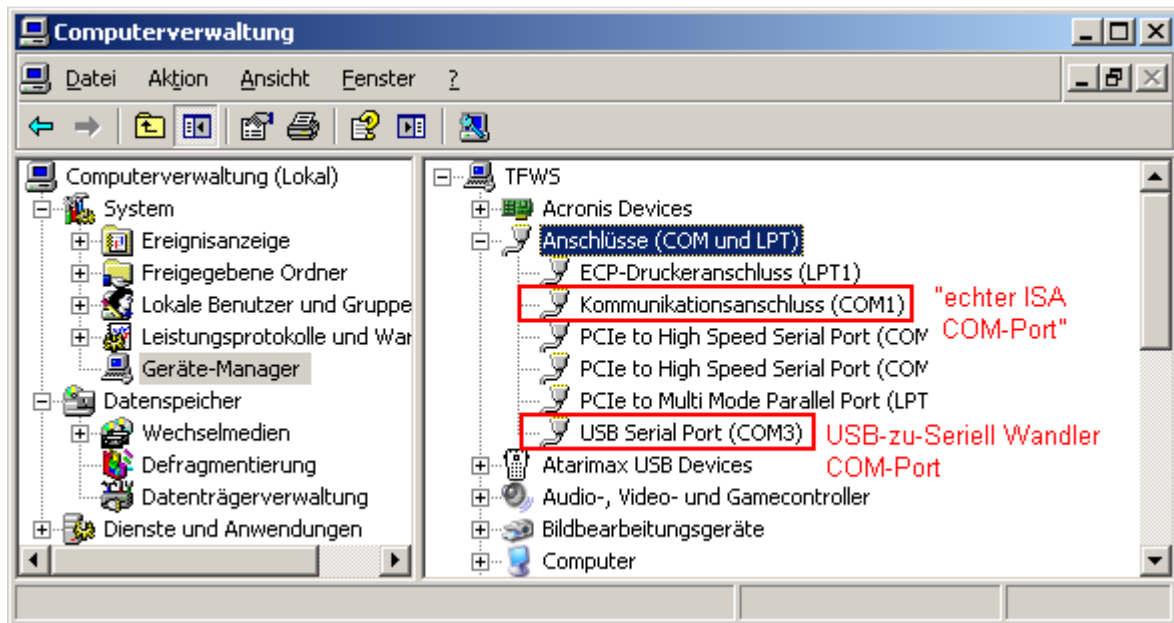 Computerverwaltung
Datei Aktion Ansicht Fenster ?
Computerverwaltung (Lokal)
System
Ereignisanzeige
Freigegebene Ordner
Lokale Benutzer und Gruppe
Leistungsprotokolle und War
Geräte-Manager
Datenspeicher
Wechselmedien
Defragmentierung
Datenträgerverwaltung
Dienste und Anwendungen
TFWS
Acronis Devices
Anschlüsse (COM und LPT)
ECP-Druckeranschluss (LPT1)
Kommunikationsanschluss (COM1)
"echter ISA
COM-Port"
PCIe to High Speed Serial Port (COM
PCIe to High Speed Serial Port (COM
PCIe to Multi Mode Parallel Port (LPT
USB Serial Port (COM3)
USB-zu-Seriell Wandler
COM-Port
Atarimax USB Devices
Audio-, Video- und Gamecontroller
Bildbearbeitungsgeräte
Computer